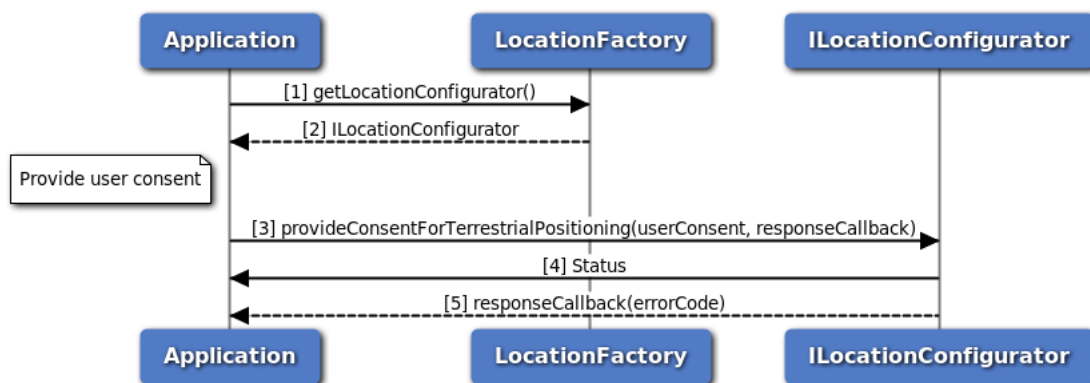 Application
LocationFactory
ILocationConfigurator
[1] getLocationConfigurator()
[2] ILocationConfigurator
Provide user consent
[3] provideConsentForTerrestrialPositioning(userConsent, responseCallback)
[4] Status
[5] responseCallback(errorCode)
Application
LocationFactory
ILocationConfigurator